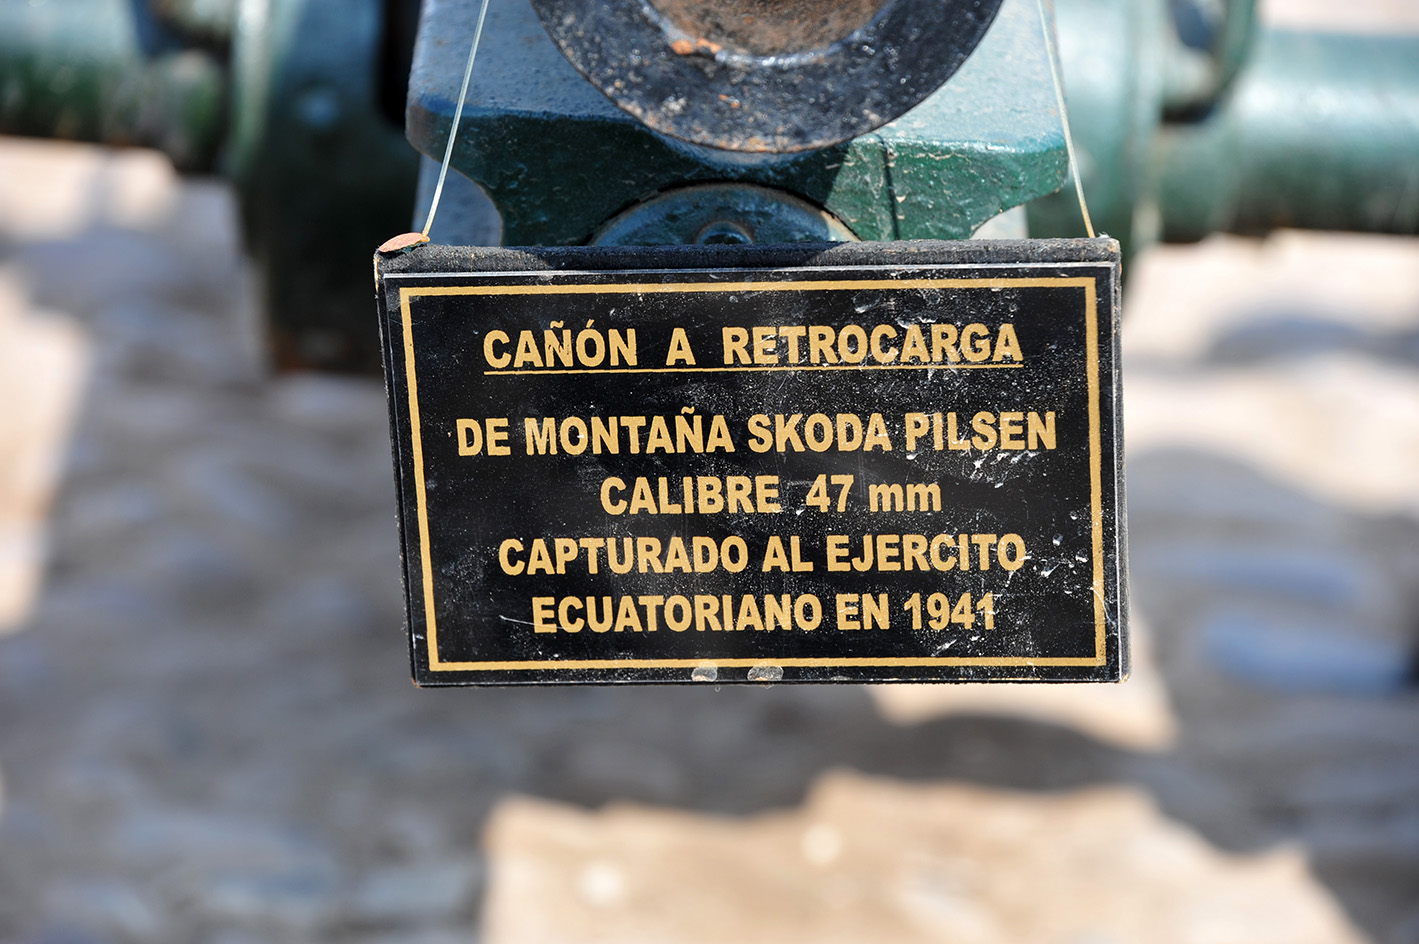 CAÑÓN A RETROCARGA
DE MONTAÑA SKODA PILSEN
CALIBRE 47 mm
CAPTURADO AL EJERCITO
ECUATORIANO EN 1941